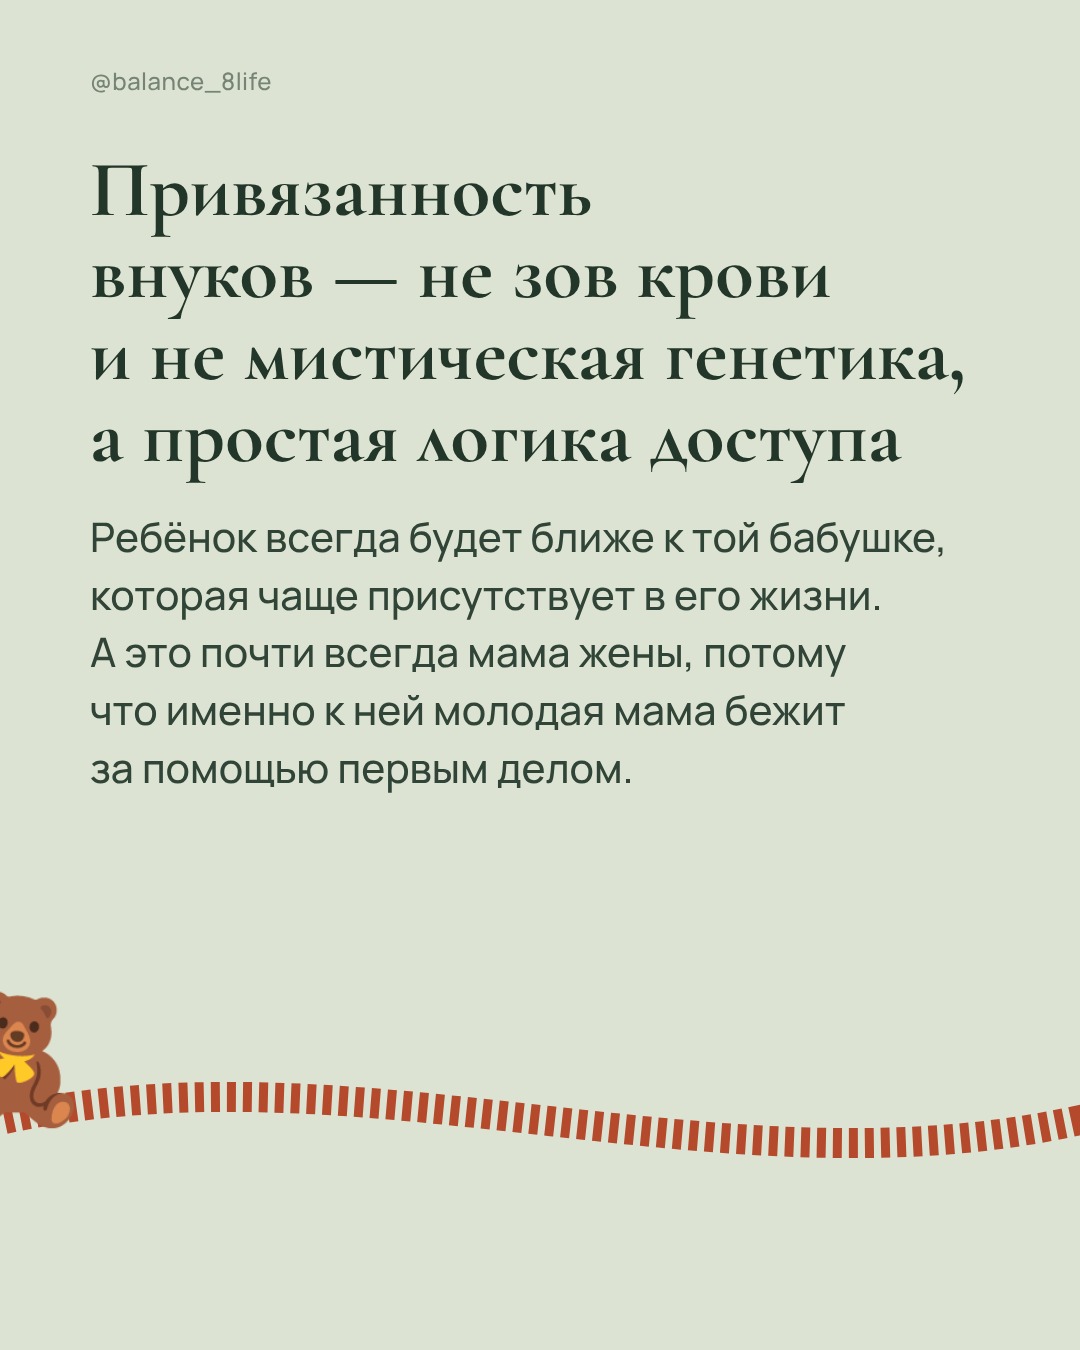 @balance_8life
Привязанность
внуков — не зов крови
и не мистическая генетика,
а простая логика доступа
Ребёнок всегда будет ближе к той бабушке,
которая чаще присутствует в его жизни.
А это почти всегда мама жены, потому
что именно к ней молодая мама бежит
за помощью первым делом.